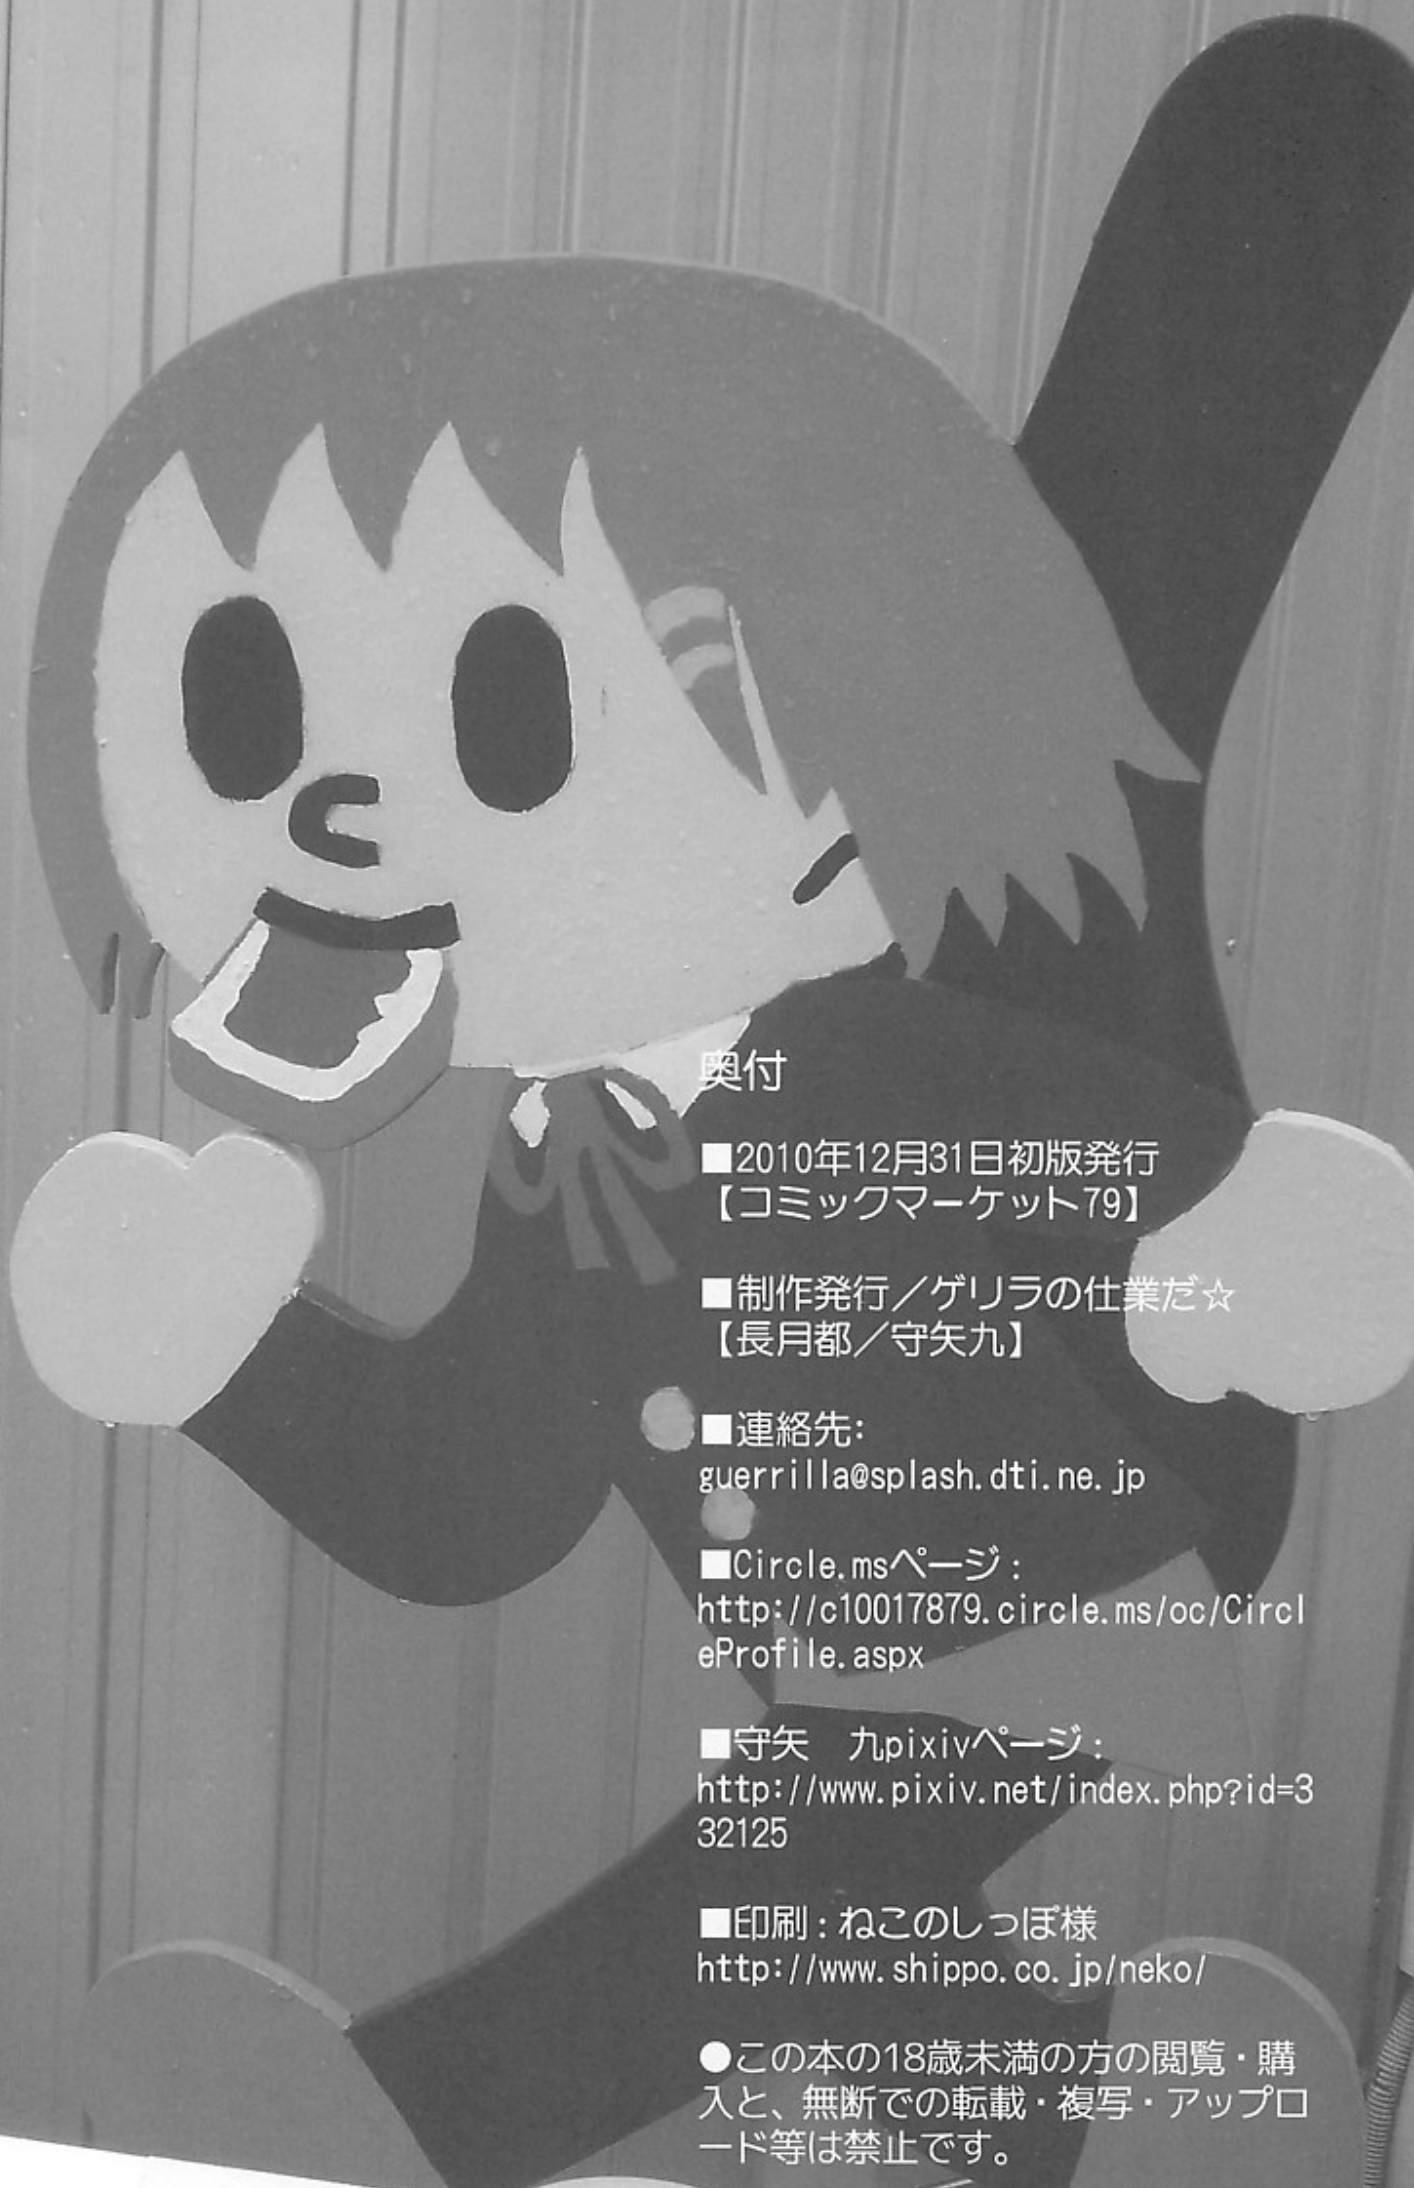 奥付
■2010年12月31日初版発行
【コミックマーケット79】
■制作発行／ゲリラの仕業だ☆
【長月都／守矢九】
■連絡先:
guerrilla@splash.dti.ne.jp
■Circle.msページ:
http://c10017879.circle.ms/oc/Circl
eProfile.aspx
■守矢　九pixivページ:
http://www.pixiv.net/index.php?id=3
32125
■印刷:ねこのしっぽ様
http://www.shippo.co.jp/neko/
●この本の18歳未満の方の閲覧・購
入と、無断での転載・複写・アップロ
ード等は禁止です。